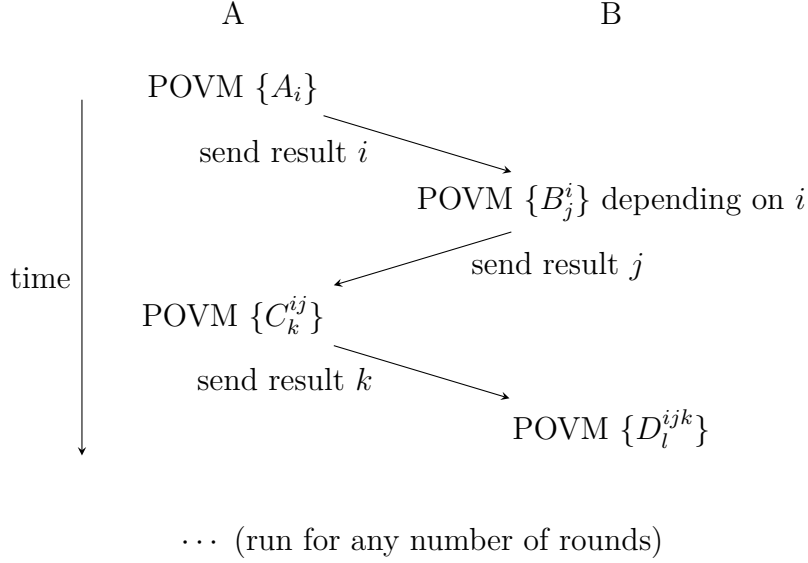 A B
POVM {A_i}
send result i
POVM {B^i_j} depending on i
send result j
time
POVM {C^{ij}_k}
send result k
POVM {D^{ijk}_l}
⋯ (run for any number of rounds)